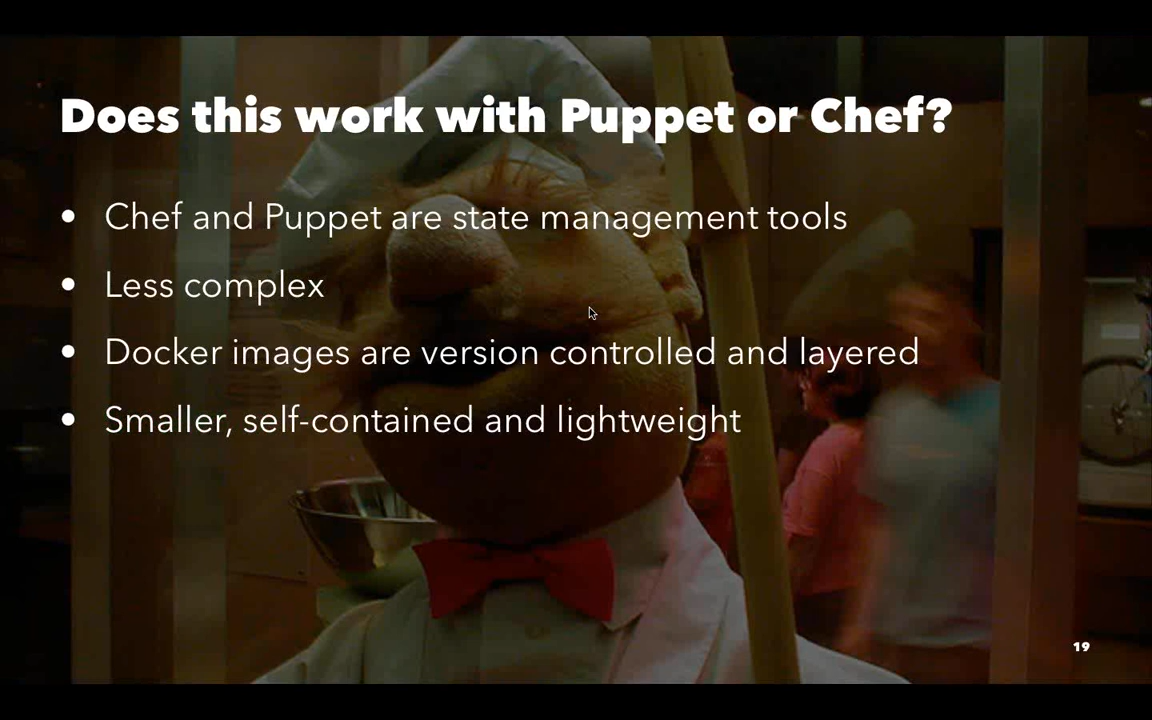 Does this work with Puppet or Chef?
• Chef and Puppet are state management tools
• Less complex
• Docker images are version controlled and layered
• Smaller, self-contained and lightweight
19